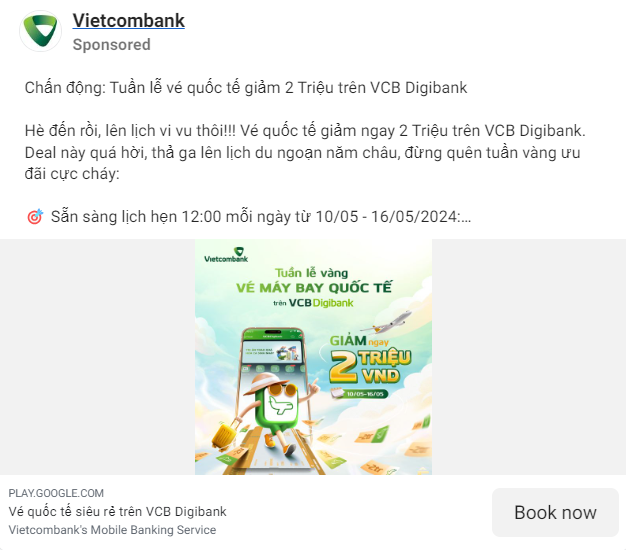 Vietcombank
Sponsored
Chấn động: Tuần lễ vé quốc tế giảm 2 Triệu trên VCB Digibank
Hè đến rồi, lên lịch vi vu thôi!!! Vé quốc tế giảm ngay 2 Triệu trên VCB Digibank.
Deal này quá hời, thả ga lên lịch du ngoạn năm châu, đừng quên tuần vàng ưu
đãi cực cháy:
🎯 Sẵn sàng lịch hẹn 12:00 mỗi ngày từ 10/05 - 16/05/2024:...
Vietcombank
Tuần lễ vàng
VÉ MÁY BAY QUỐC TẾ
trên VCB Digibank
GIẢM ngay
2 TRIỆU
VND
10/05-16/05
PLAY.GOOGLE.COM
Vé quốc tế siêu rẻ trên VCB Digibank
Vietcombank's Mobile Banking Service
Book now